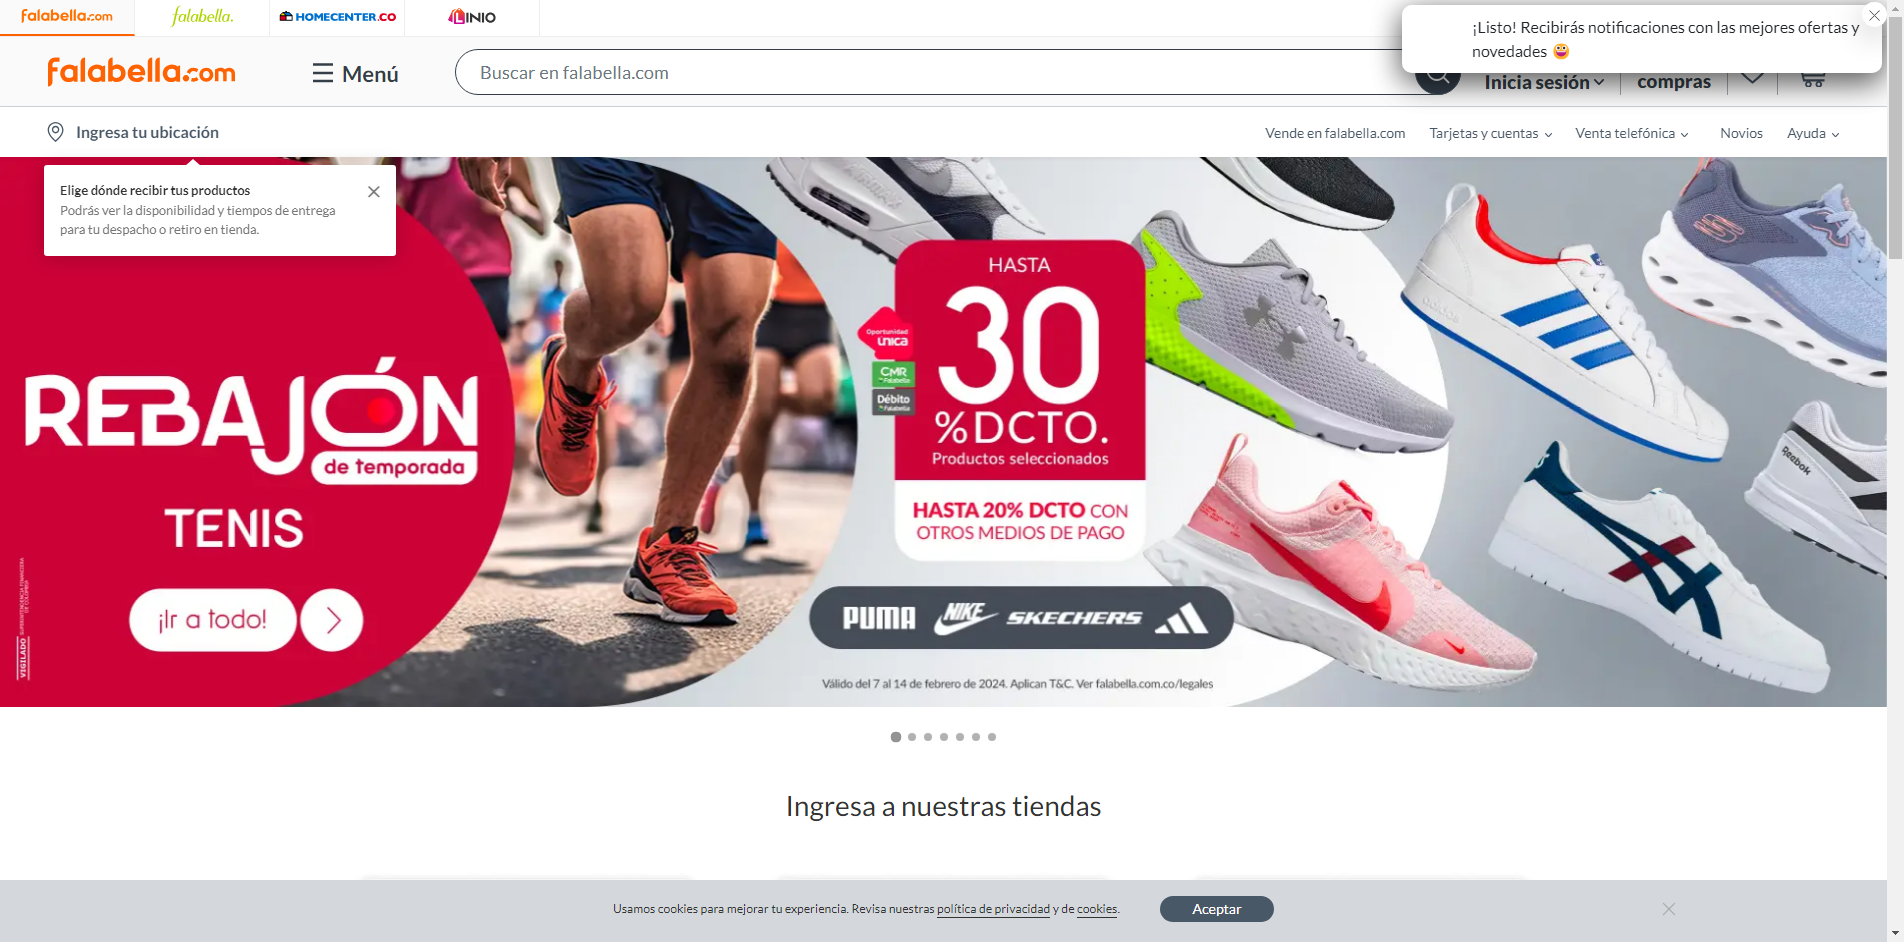 falabella.com
falabella.
HOMECENTER.CO
LINIO
¡Listo! Recibirás notificaciones con las mejores ofertas y
novedades 😀
falabella.com
Menú
Buscar en falabella.com
Inicia sesión
compras
Ingresa tu ubicación
Vende en falabella.com
Tarjetas y cuentas
Venta telefónica
Novios
Ayuda
Elige dónde recibir tus productos
Podrás ver la disponibilidad y tiempos de entrega
para tu despacho o retiro en tienda.
REBAJÓN
de temporada
TENIS
¡Ir a todo!
VIGILADO
SUPERINTENDENCIA FINANCIERA
DE COLOMBIA
HASTA
30
%DCTO.
Productos seleccionados
Oportunidad
única
CMR
Falabella
Débito
Falabella
HASTA 20% DCTO CON
OTROS MEDIOS DE PAGO
PUMA
NIKE
SKECHERS
Válido del 7 al 14 de febrero de 2024. Aplican T&C. Ver falabella.com.co/legales
adidas
Reebok
Ingresa a nuestras tiendas
Usamos cookies para mejorar tu experiencia. Revisa nuestras política de privacidad y de cookies.
Aceptar